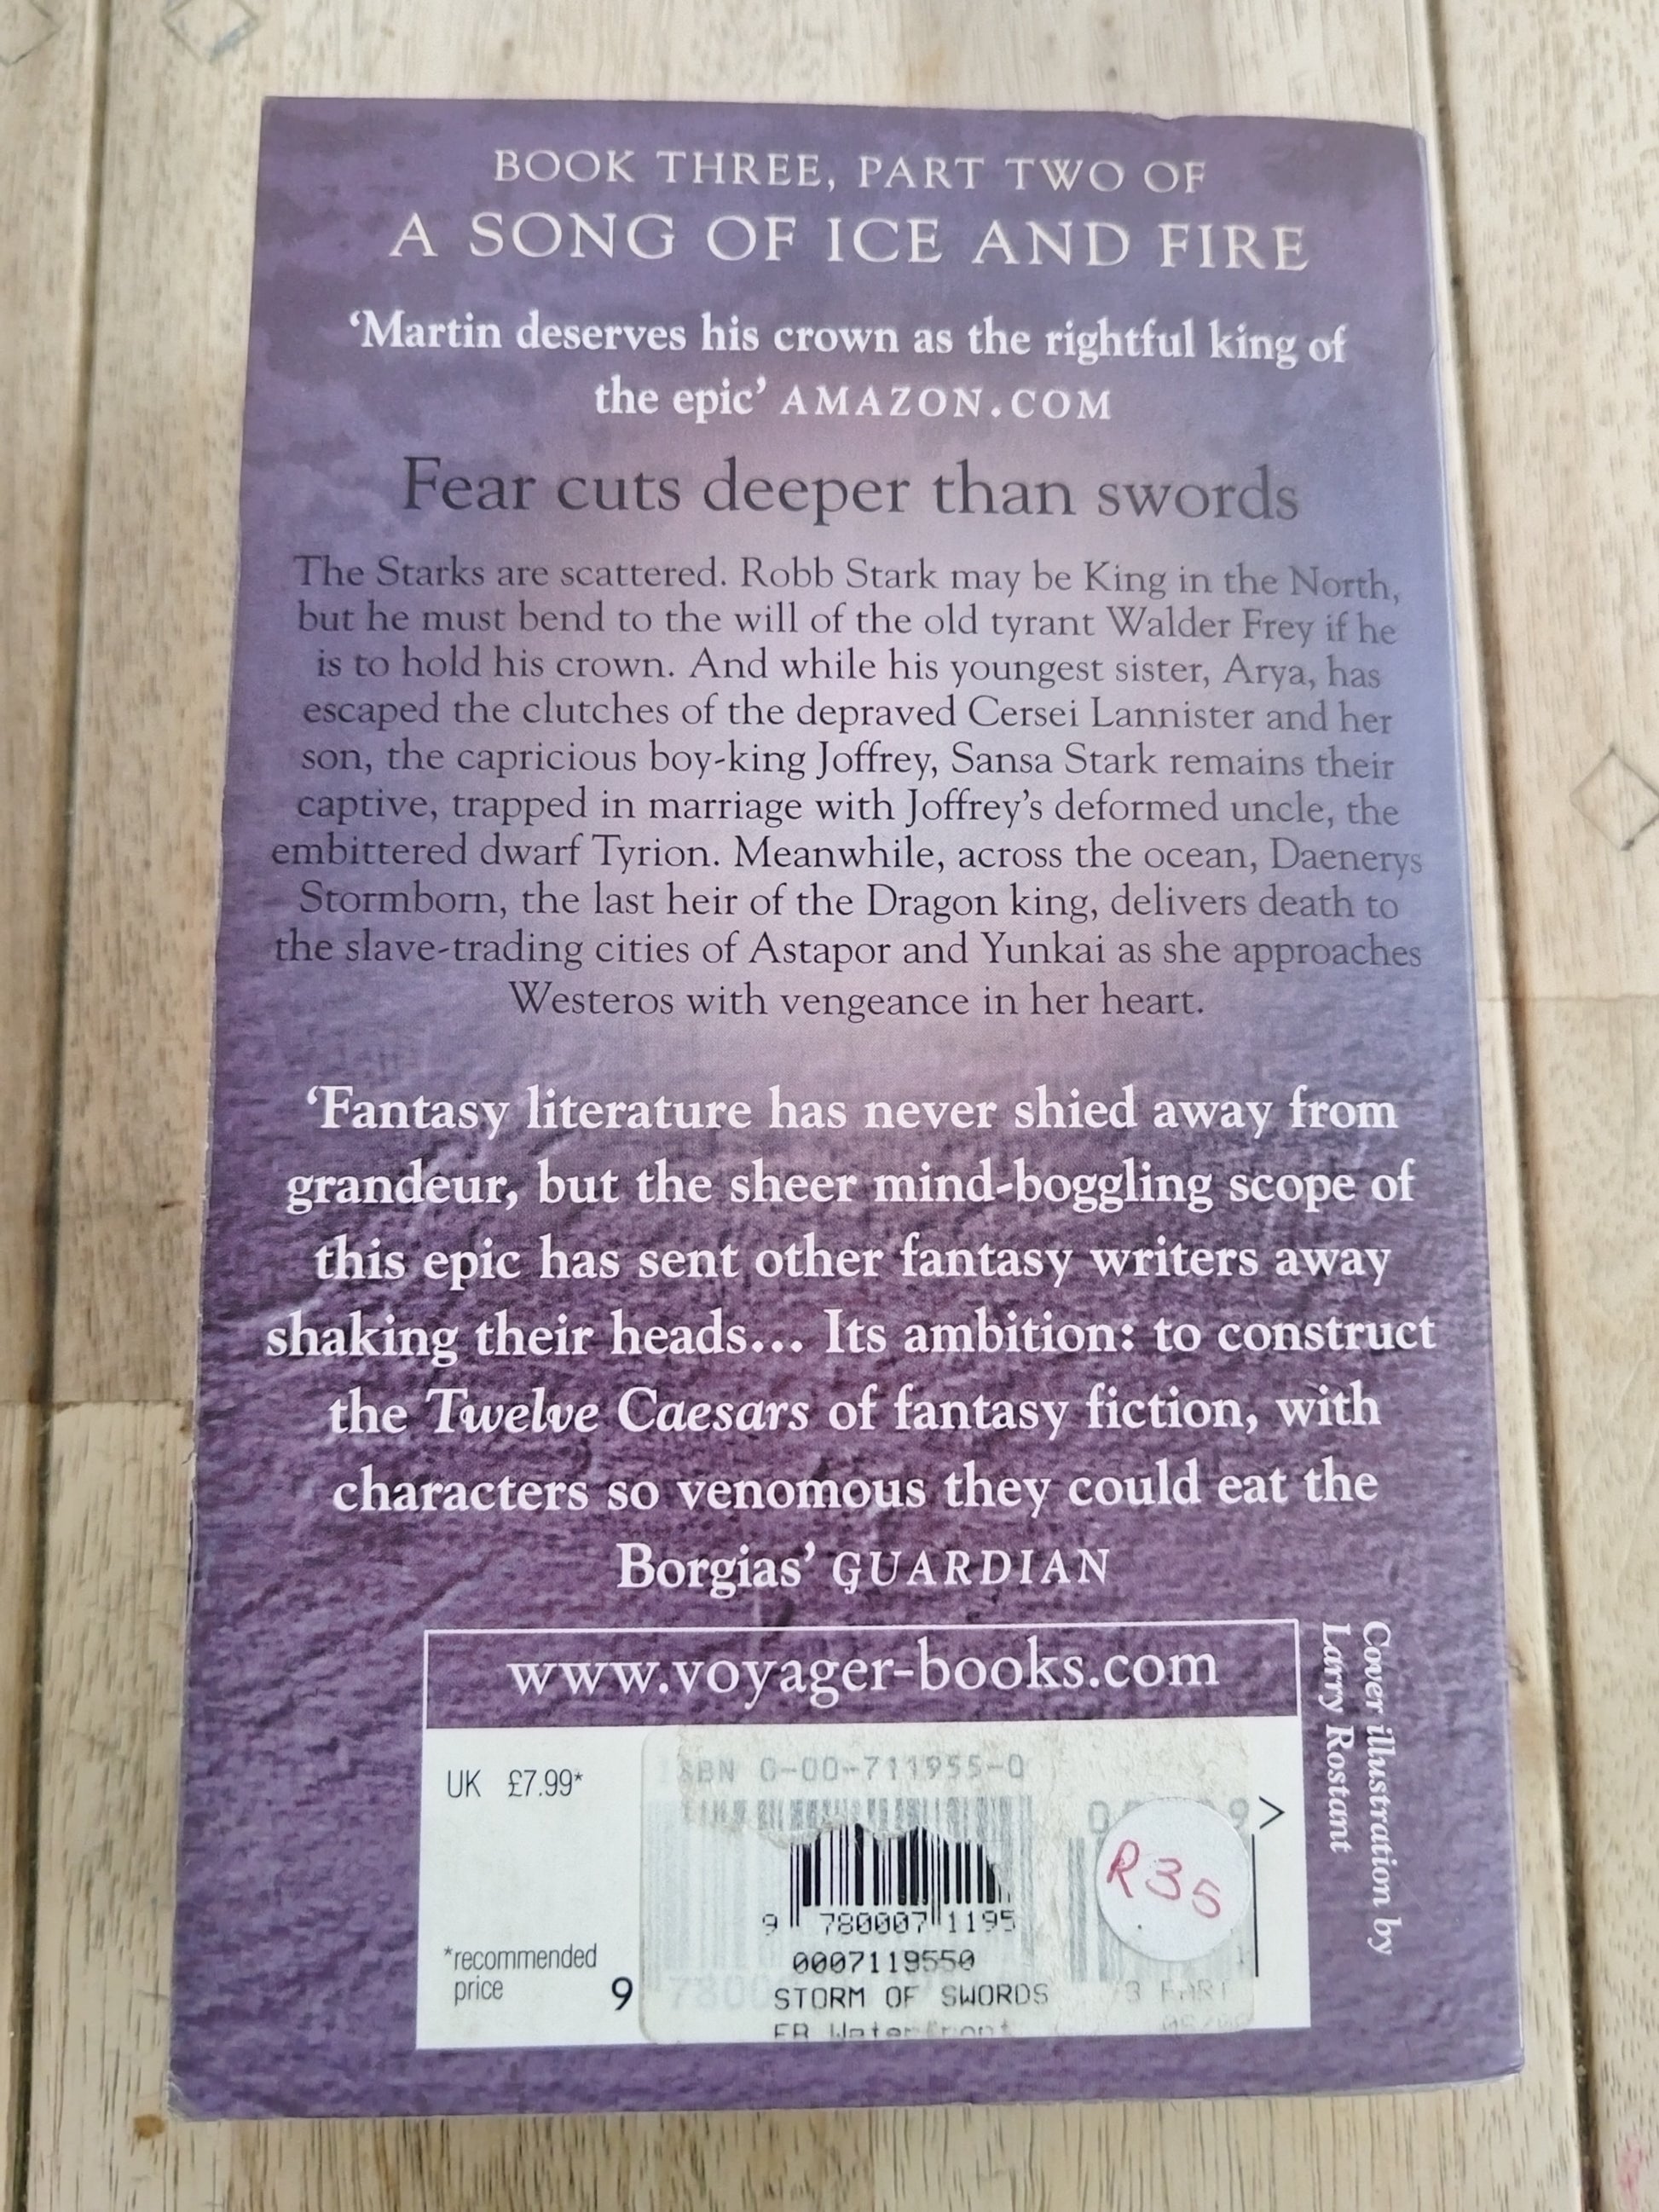 BOOK THREE, PART TWO OF
A SONG OF ICE AND FIRE
‘Martin deserves his crown as the rightful king of
the epic’ AMAZON.COM
Fear cuts deeper than swords
The Starks are scattered. Robb Stark may be King in the North,
but he must bend to the will of the old tyrant Walder Frey if he
is to hold his crown. And while his youngest sister, Arya, has
escaped the clutches of the depraved Cersei Lannister and her
son, the capricious boy-king Joffrey, Sansa Stark remains their
captive, trapped in marriage with Joffrey’s deformed uncle, the
embittered dwarf Tyrion. Meanwhile, across the ocean, Daenerys
Stormborn, the last heir of the Dragon king, delivers death to
the slave-trading cities of Astapor and Yunkai as she approaches
Westeros with vengeance in her heart.
‘Fantasy literature has never shied away from
grandeur, but the sheer mind-boggling scope of
this epic has sent other fantasy writers away
shaking their heads... Its ambition: to construct
the Twelve Caesars of fantasy fiction, with
characters so venomous they could eat the
Borgias’ GUARDIAN
www.voyager-books.com
Cover illustration by
Larry Rostant
UK £7.99*
ISBN 0-00-711955-0
>
R35
9 780007 1195
*recommended
price
9 780
0007119550
STORM OF SWORDS